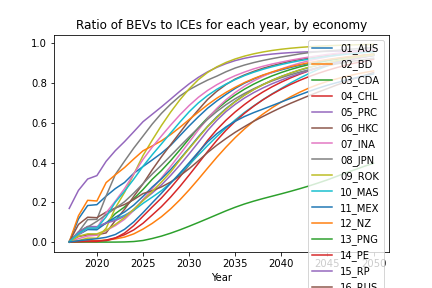 Ratio of BEVs to ICEs for each year, by economy
1.0
0.8
0.6
0.4
0.2
0.0
2020
2025
2030
2035
2040
2045
2050
Year
01_AUS
02_BD
03_CDA
04_CHL
05_PRC
06_HKC
07_INA
08_JPN
09_ROK
10_MAS
11_MEX
12_NZ
13_PNG
14_PE
15_RP
16_RUS